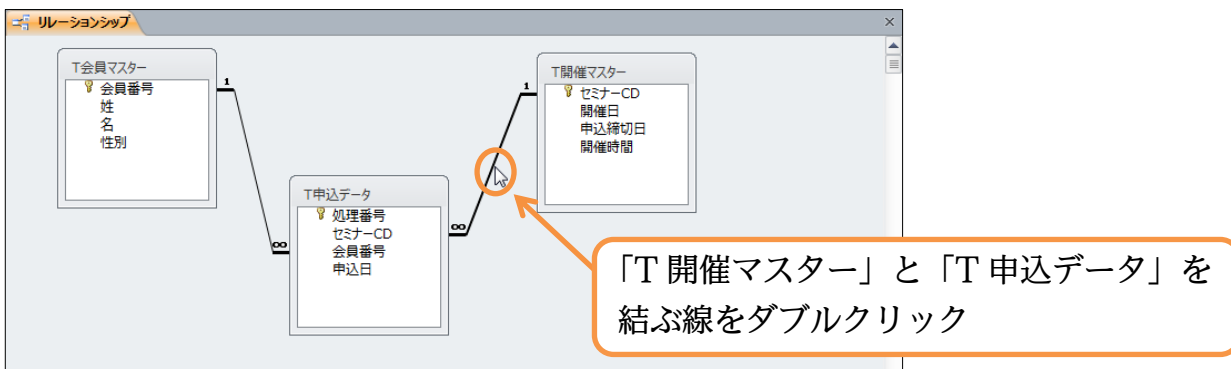 リレーションシップ
T会員マスター
会員番号
姓
名
性別
1
∞
T申込データ
処理番号
セミナーCD
会員番号
申込日
∞
1
T開催マスター
セミナーCD
開催日
申込締切日
開催時間
「T 開催マスター」と「T 申込データ」を
結ぶ線をダブルクリック